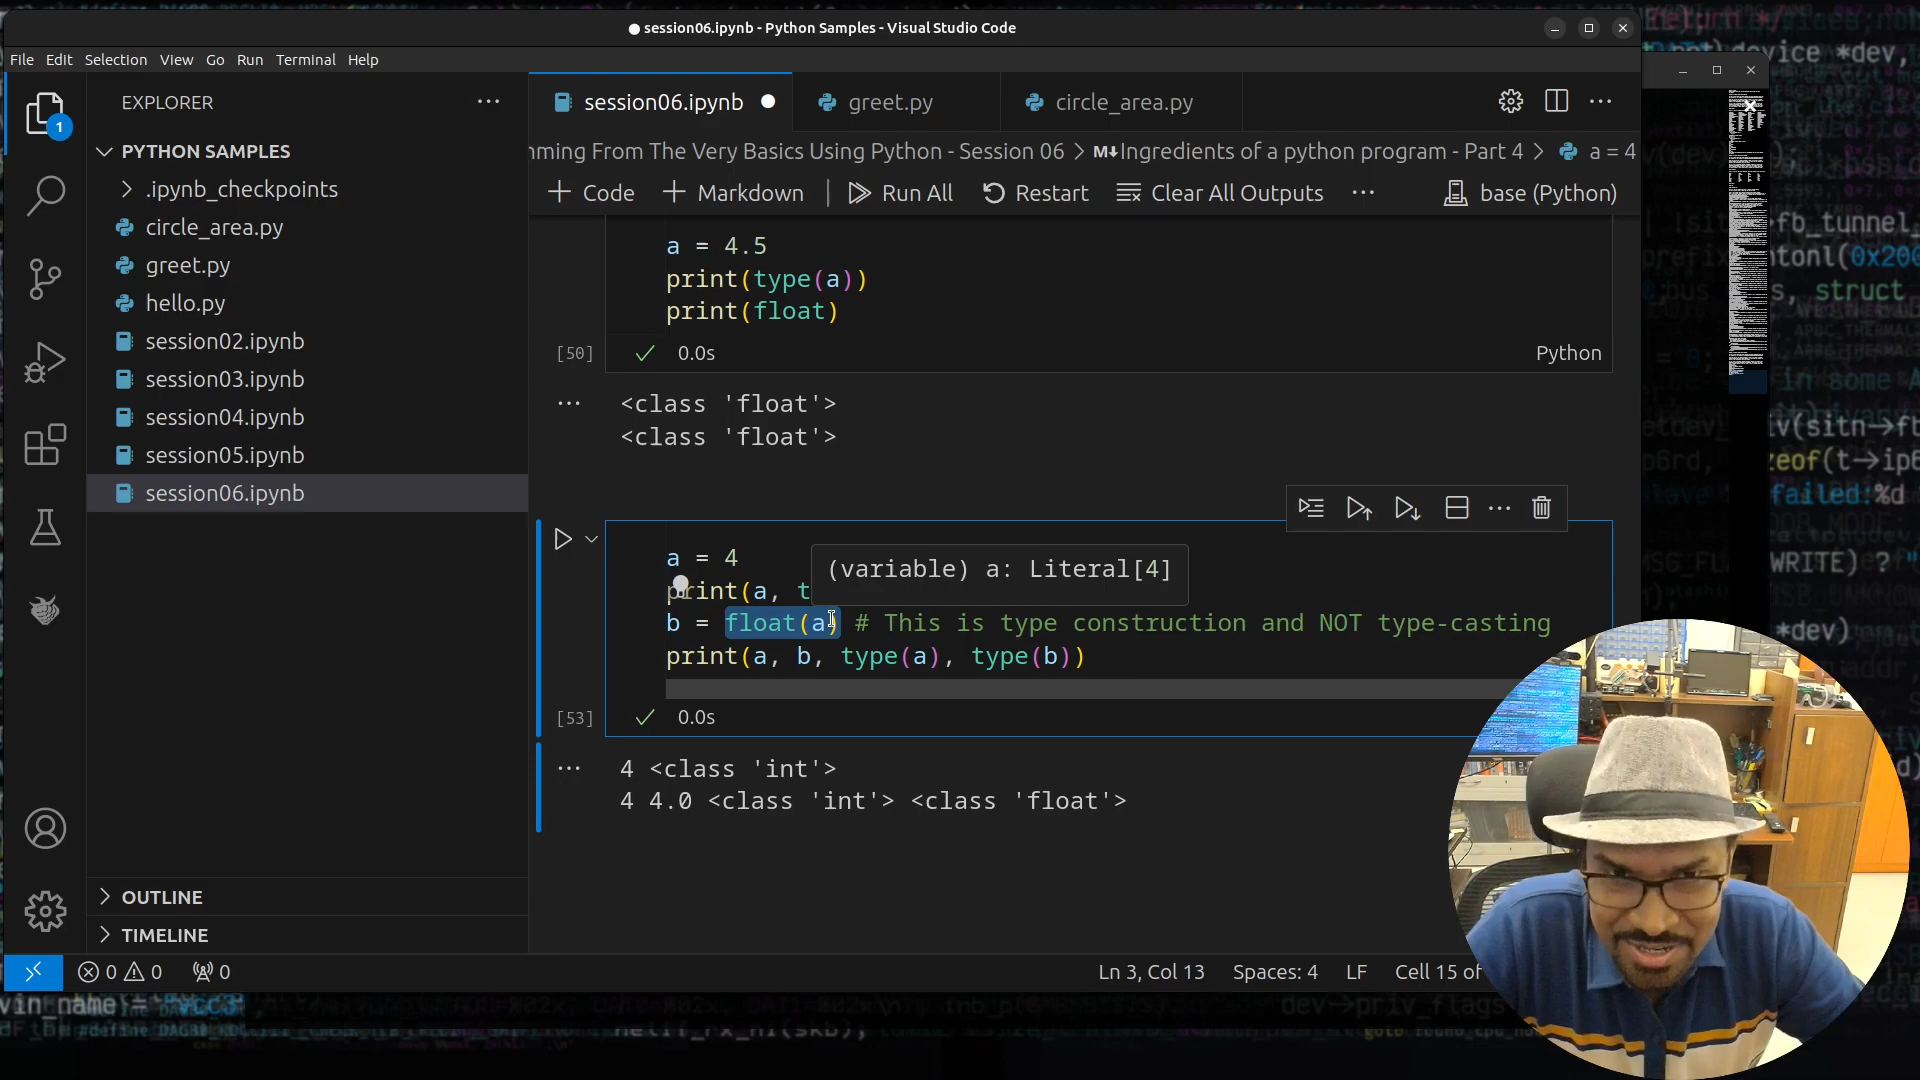 session06.ipynb - Python Samples - Visual Studio Code
File Edit Selection View Go Run Terminal Help
EXPLORER
session06.ipynb
greet.py
circle_area.py
1
PYTHON SAMPLES
.ipynb_checkpoints
circle_area.py
greet.py
hello.py
session02.ipynb
session03.ipynb
session04.ipynb
session05.ipynb
session06.ipynb
OUTLINE
TIMELINE
mming From The Very Basics Using Python - Session 06 > M↓Ingredients of a python program - Part 4 > a = 4
+ Code + Markdown | Run All Restart Clear All Outputs ··· base (Python)
a = 4.5
print(type(a))
print(float)
[50] 0.0s Python
<class 'float'>
<class 'float'>
a = 4
(variable) a: Literal[4]
print(a, t
b = float(a) # This is type construction and NOT type-casting
print(a, b, type(a), type(b))
[53] 0.0s
4 <class 'int'>
4 4.0 <class 'int'> <class 'float'>
0 0 0
Ln 3, Col 13 Spaces: 4 LF Cell 15 of